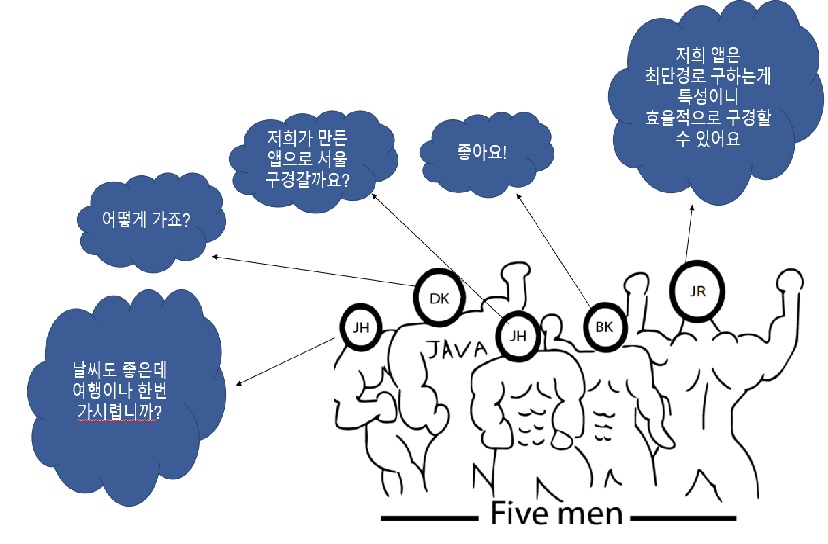 저희 앱은
최단경로 구하는게
특성이니
효율적으로 구경할
수 있어요
저희가 만든
앱으로 서울
구경갈까요?
좋아요!
어떻게 가죠?
날씨도 좋은데
여행이나 한번
가시렵니까?
JH
DK
JH
BK
JR
JAVA
Five men